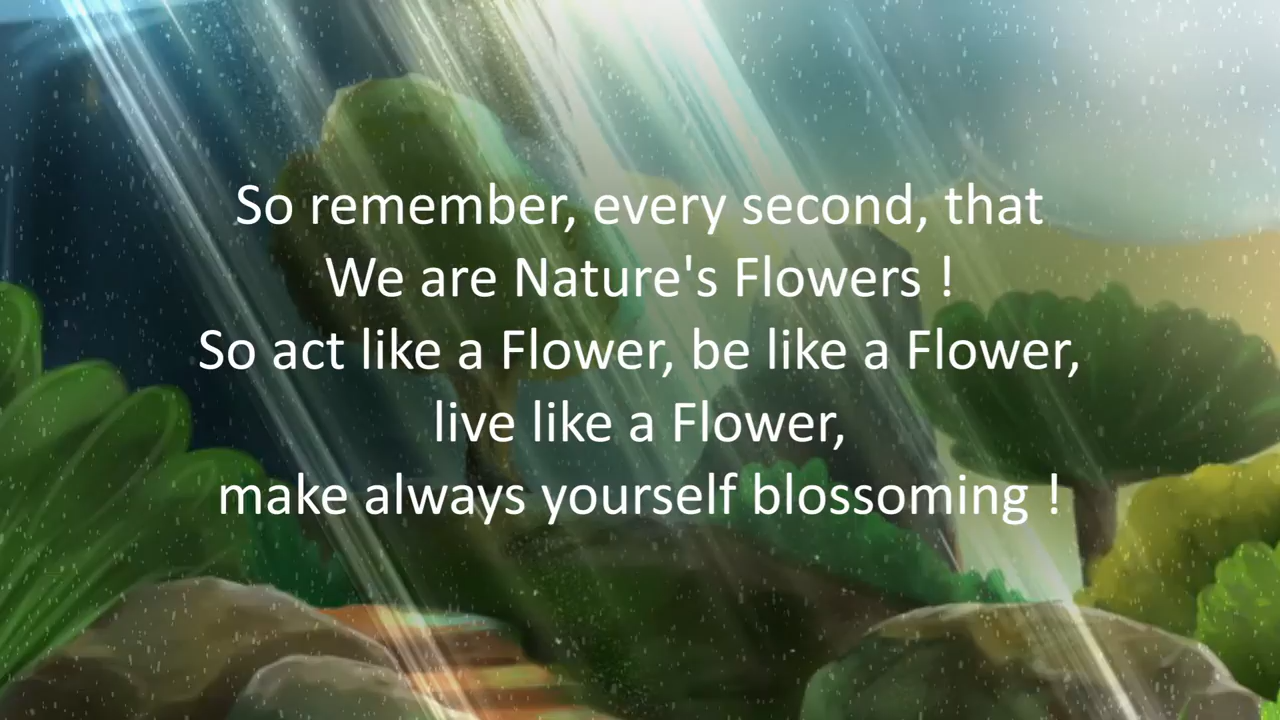 So remember, every second, that
We are Nature's Flowers !
So act like a Flower, be like a Flower,
live like a Flower,
make always yourself blossoming !